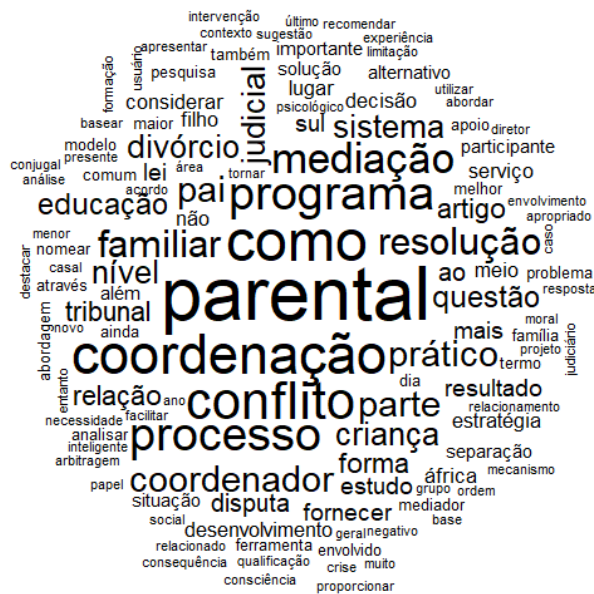 intervenção
contexto sugestão último recomendar
apresentar também importante experiência
formação usuário pesquisa judicial solução limitação alternativo
considerar lugar psicológico decisão utilizar abordar
basear maior filho sul sistema apoio diretor
modelo divórcio participante
conjugal presente comum lei área mediação serviço
análise acordo pai tornar programa melhor envolvimento
educação não artigo apropriado
menor nomear familiar como resolução caso
destacar casal nível ao meio problema
através além parental questão resposta
abordagem novo tribunal ainda mais moral família judiciário
entanto coordenação prático termo projeto
relação ano dia resultado
necessidade facilitar conflito parte relacionamento
analisar processo criança estratégia
inteligente
arbitragem forma separação
papel coordenador estudo áfrica mecanismo
situação disputa fornecer mediador grupo ordem
social desenvolvimento geral negativo base
relacionado ferramenta envolvido
consequência qualificação crise muito
consciência proporcionar